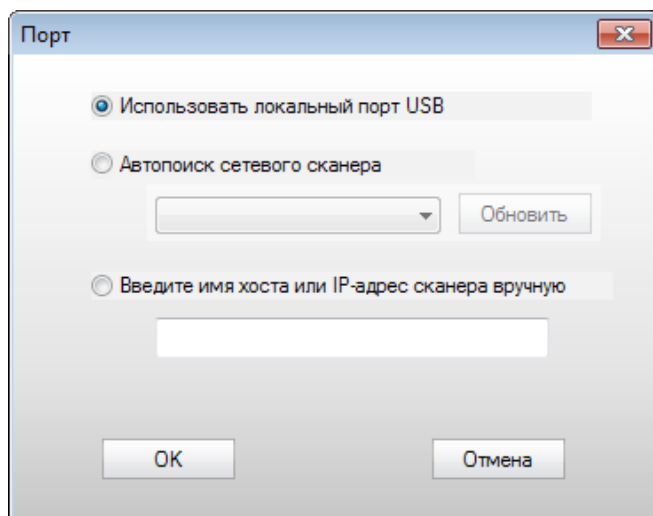 Порт
Использовать локальный порт USB
Автопоиск сетевого сканера
Обновить
Введите имя хоста или IP-адрес сканера вручную
OK Отмена